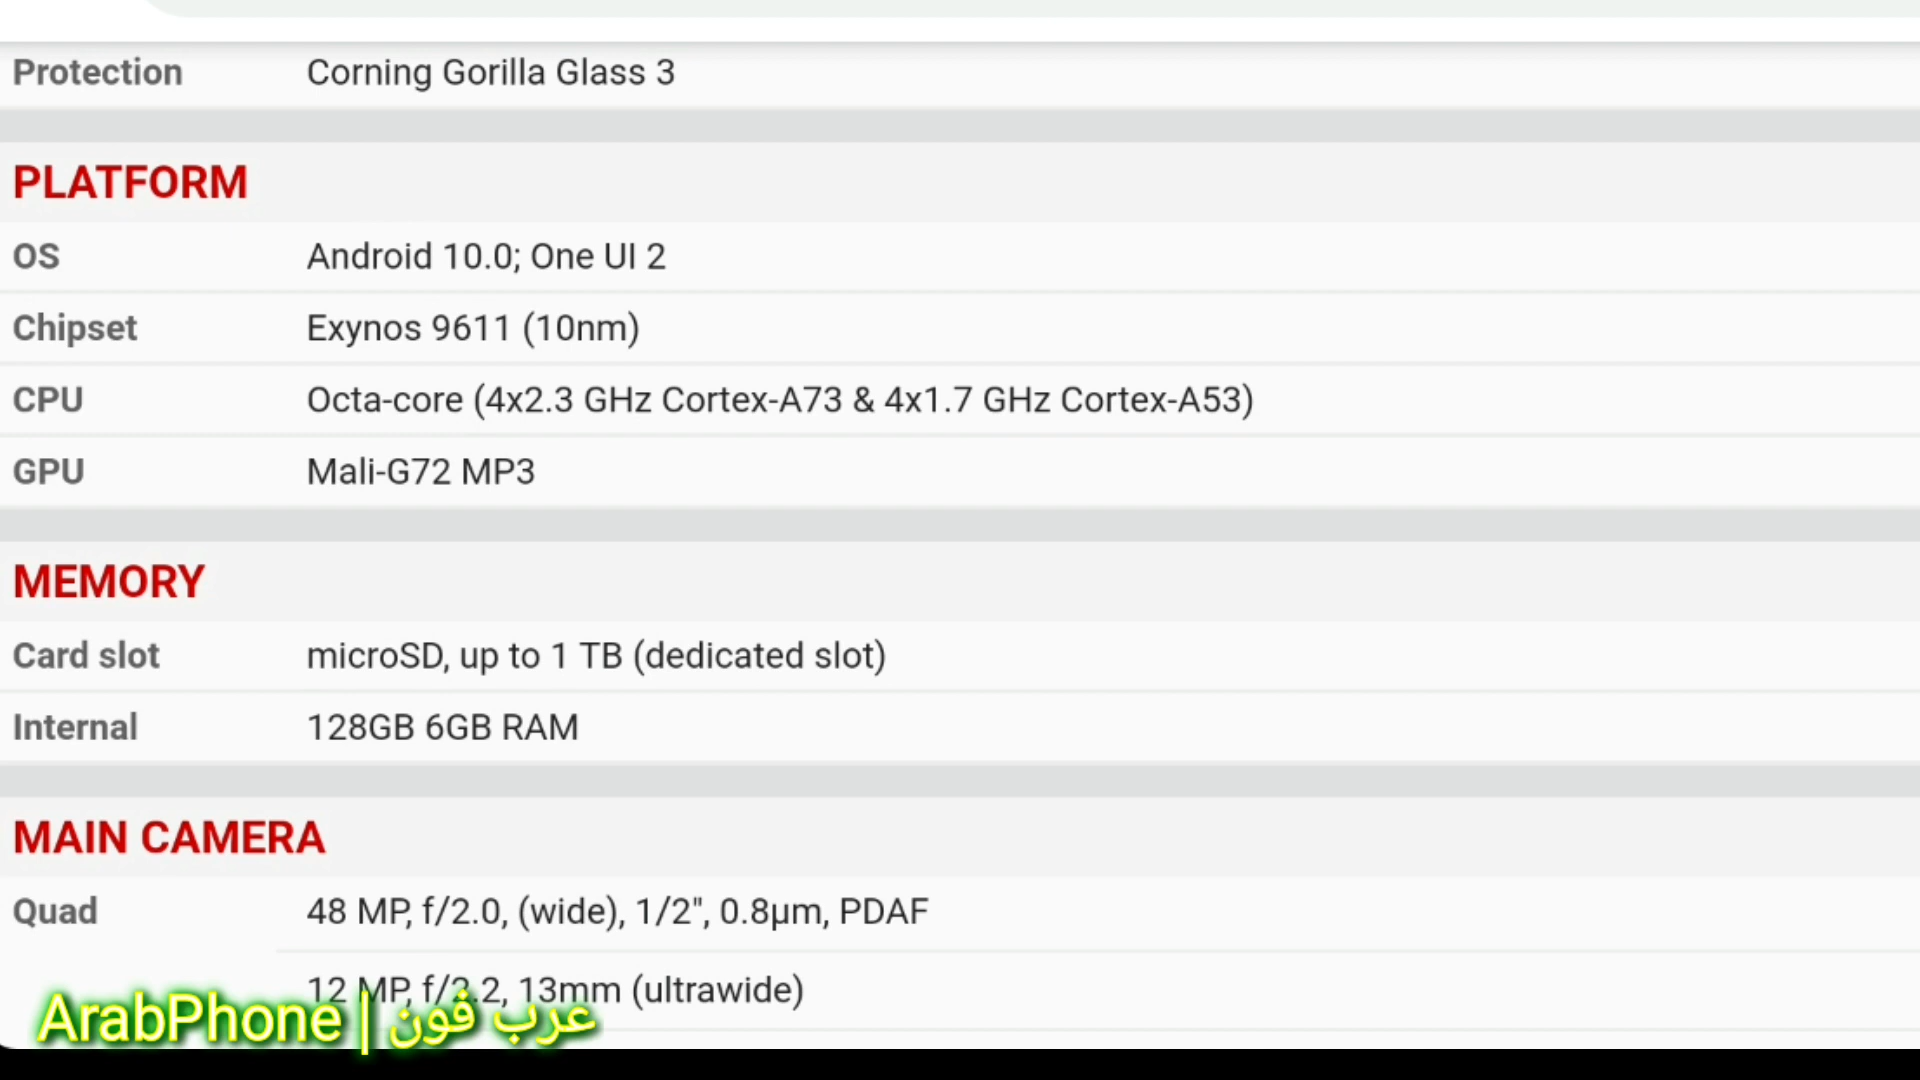 Protection Corning Gorilla Glass 3
PLATFORM
OS Android 10.0; One UI 2
Chipset Exynos 9611 (10nm)
CPU Octa-core (4x2.3 GHz Cortex-A73 & 4x1.7 GHz Cortex-A53)
GPU Mali-G72 MP3
MEMORY
Card slot microSD, up to 1 TB (dedicated slot)
Internal 128GB 6GB RAM
MAIN CAMERA
Quad 48 MP, f/2.0, (wide), 1/2", 0.8µm, PDAF
12 MP, f/2.2, 13mm (ultrawide)
ArabPhone | عرب فون